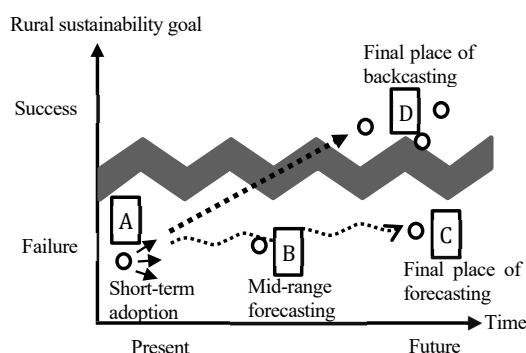 Rural sustainability goal
Final place of
backcasting
Success
D
A
Failure
B
C
Short-term
adoption
Mid-range
forecasting
Final place of
forecasting
Time
Present
Future